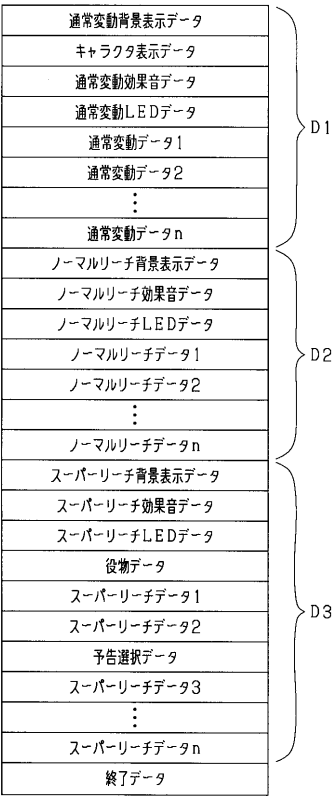 通常変動背景表示データ
キャラクタ表示データ
通常変動効果音データ
通常変動LEDデータ
通常変動データ1
通常変動データ2
⋮
通常変動データn
D1
ノーマルリーチ背景表示データ
ノーマルリーチ効果音データ
ノーマルリーチLEDデータ
ノーマルリーチデータ1
ノーマルリーチデータ2
⋮
ノーマルリーチデータn
D2
スーパーリーチ背景表示データ
スーパーリーチ効果音データ
スーパーリーチLEDデータ
役物データ
スーパーリーチデータ1
スーパーリーチデータ2
予告選択データ
スーパーリーチデータ3
⋮
スーパーリーチデータn
D3
終了データ